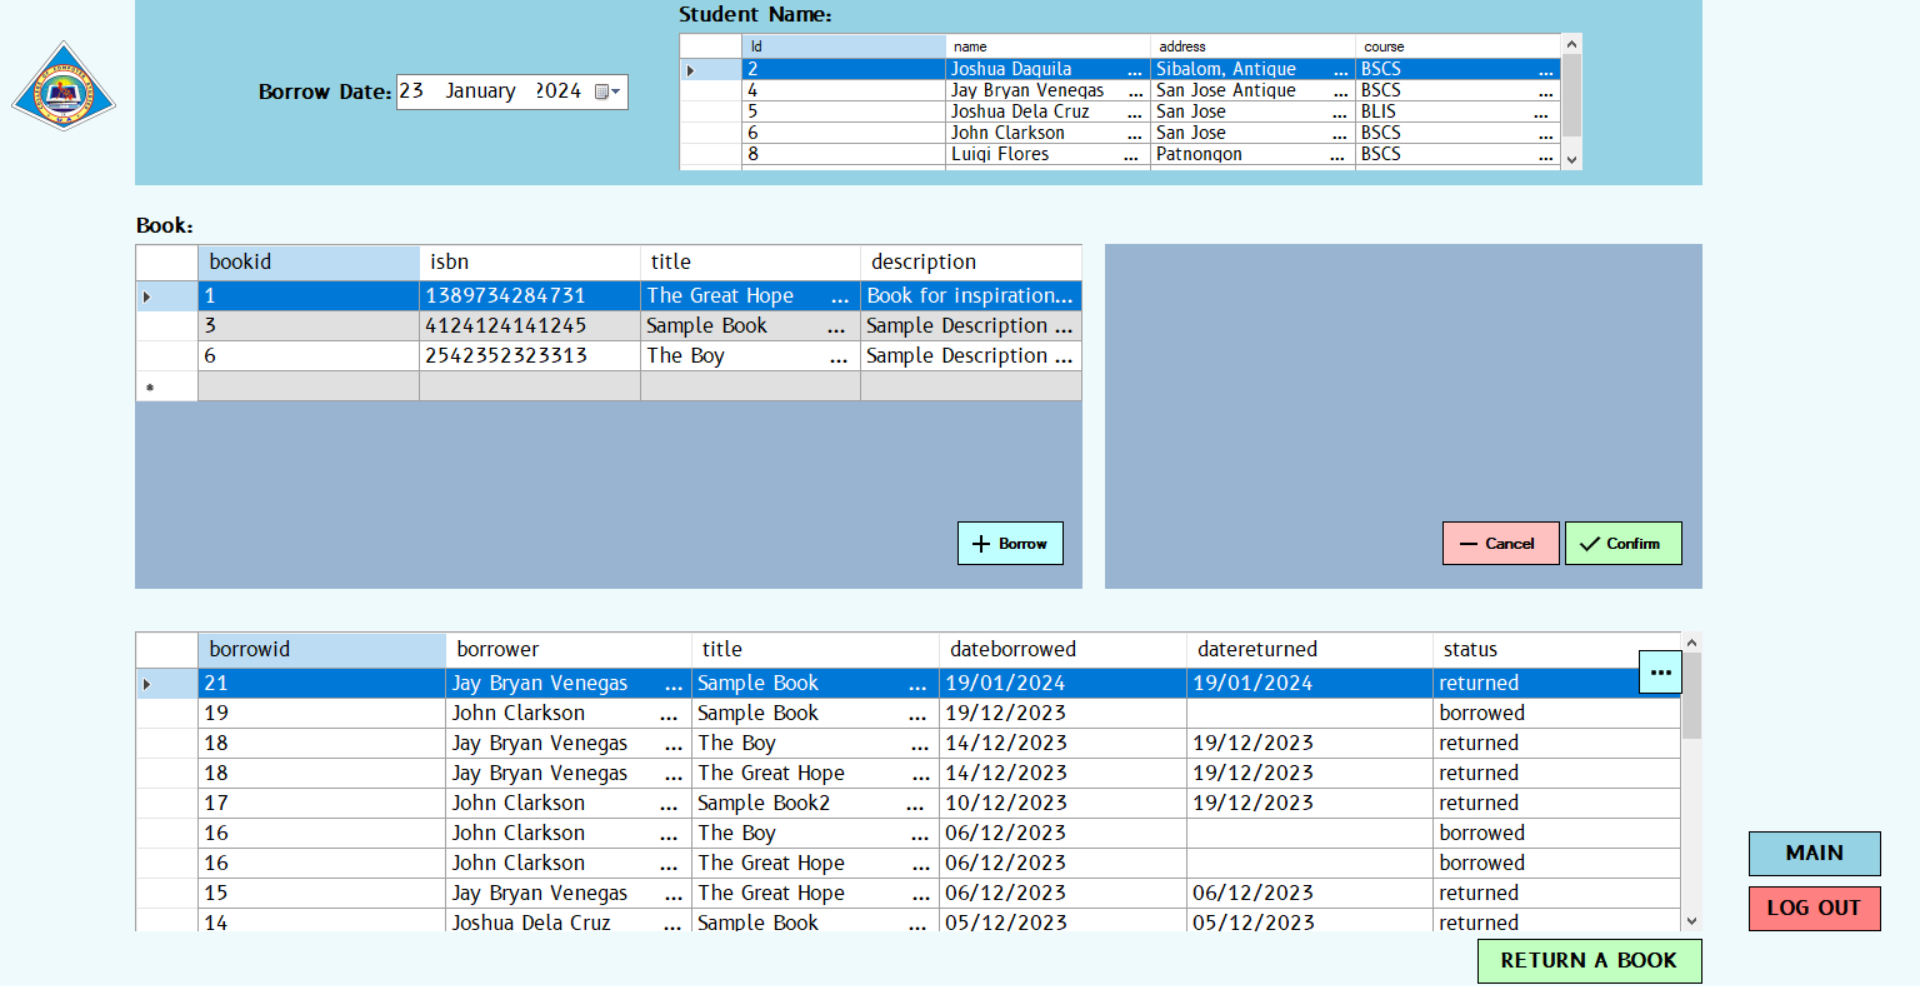 Student Name:
Id name address course
2 Joshua Daquila ... Sibalom, Antique ... BSCS ...
4 Jay Bryan Venegas ... San Jose Antique ... BSCS ...
5 Joshua Dela Cruz ... San Jose ... BLIS ...
6 John Clarkson ... San Jose ... BSCS ...
8 Luigi Flores ... Patnongon ... BSCS ...
Borrow Date: 23 January 2024
Book:
bookid isbn title description
1 1389734284731 The Great Hope ... Book for inspiration...
3 4124124141245 Sample Book ... Sample Description ...
6 2542352323313 The Boy ... Sample Description ...
+ Borrow
Cancel Confirm
borrowid borrower title dateborrowed datereturned status
...
21 Jay Bryan Venegas ... Sample Book ... 19/01/2024 19/01/2024 returned
19 John Clarkson ... Sample Book ... 19/12/2023 borrowed
18 Jay Bryan Venegas ... The Boy ... 14/12/2023 19/12/2023 returned
18 Jay Bryan Venegas ... The Great Hope ... 14/12/2023 19/12/2023 returned
17 John Clarkson ... Sample Book2 ... 10/12/2023 19/12/2023 returned
16 John Clarkson ... The Boy ... 06/12/2023 borrowed
16 John Clarkson ... The Great Hope ... 06/12/2023 borrowed
15 Jay Bryan Venegas ... The Great Hope ... 06/12/2023 06/12/2023 returned
14 Joshua Dela Cruz ... Sample Book ... 05/12/2023 05/12/2023 returned
MAIN
LOG OUT
RETURN A BOOK